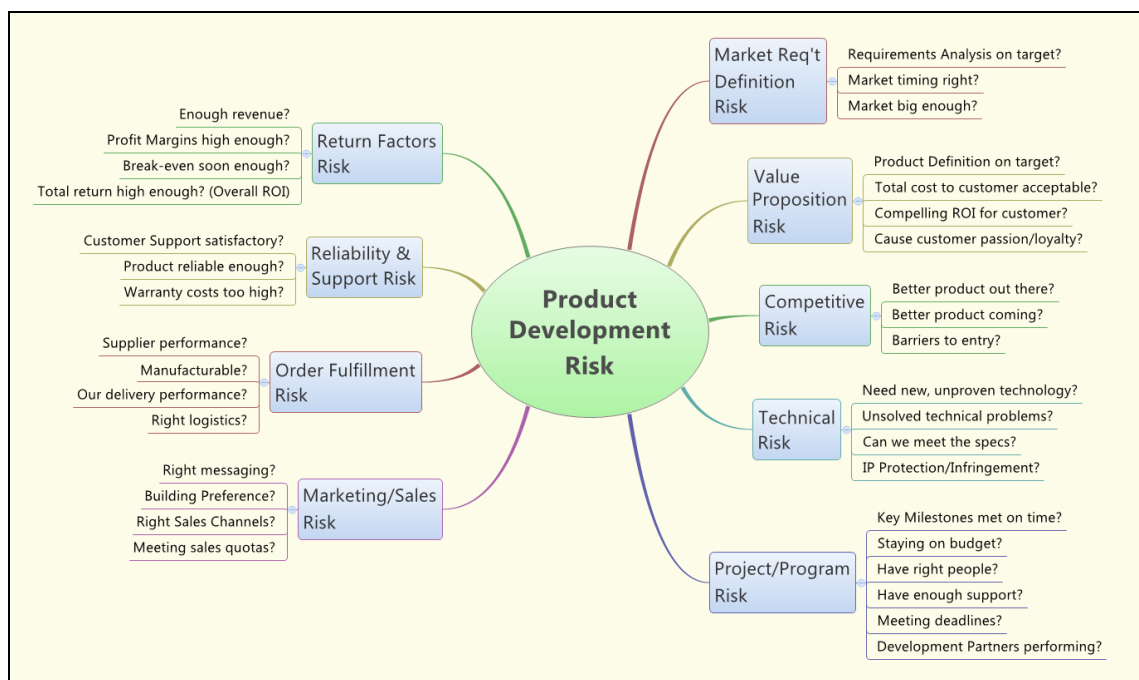 Product
Development
Risk
Market Req't
Definition
Risk
Requirements Analysis on target?
Market timing right?
Market big enough?
Value
Proposition
Risk
Product Definition on target?
Total cost to customer acceptable?
Compelling ROI for customer?
Cause customer passion/loyalty?
Competitive
Risk
Better product out there?
Better product coming?
Barriers to entry?
Technical
Risk
Need new, unproven technology?
Unsolved technical problems?
Can we meet the specs?
IP Protection/Infringement?
Project/Program
Risk
Key Milestones met on time?
Staying on budget?
Have right people?
Have enough support?
Meeting deadlines?
Development Partners performing?
Return Factors
Risk
Enough revenue?
Profit Margins high enough?
Break-even soon enough?
Total return high enough? (Overall ROI)
Reliability &
Support Risk
Customer Support satisfactory?
Product reliable enough?
Warranty costs too high?
Order Fulfillment
Risk
Supplier performance?
Manufacturable?
Our delivery performance?
Right logistics?
Marketing/Sales
Risk
Right messaging?
Building Preference?
Right Sales Channels?
Meeting sales quotas?